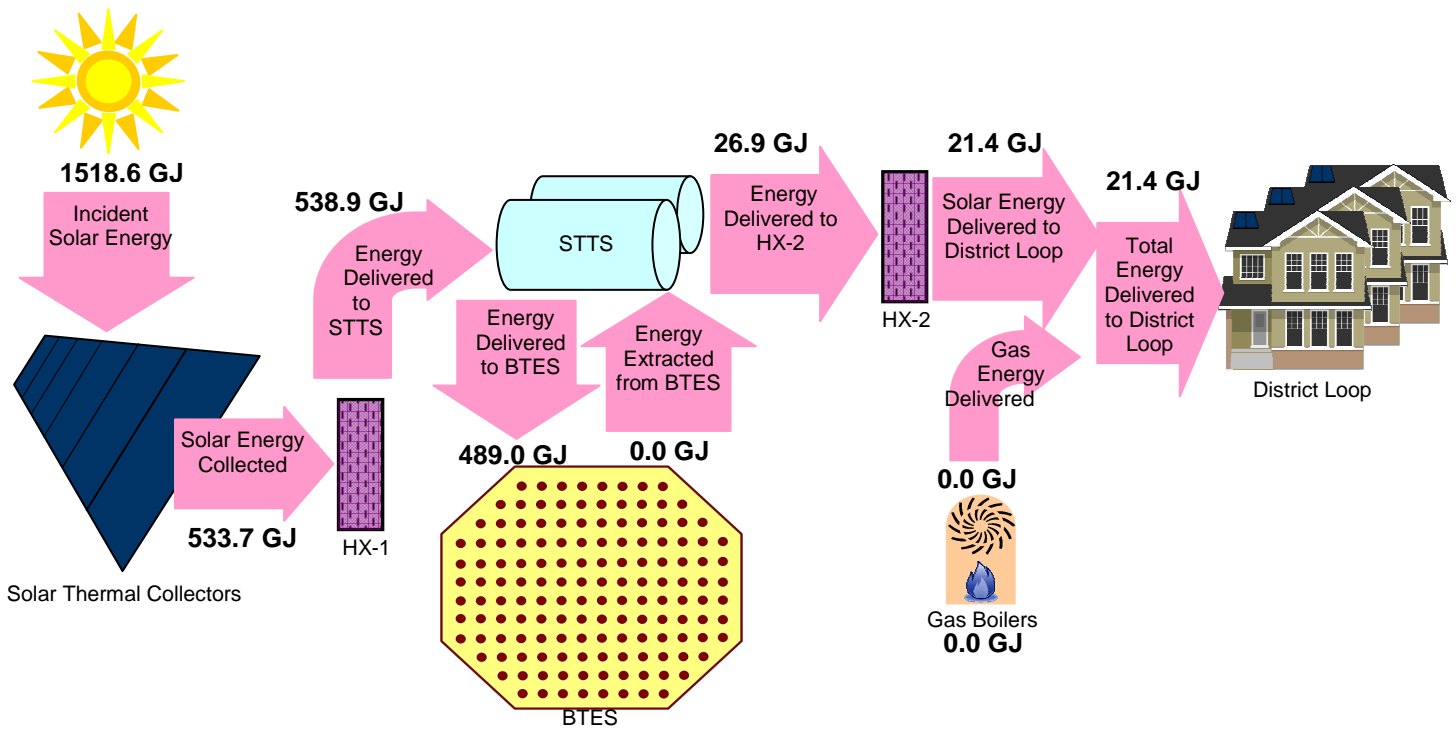 1518.6 GJ
Incident
Solar Energy
Solar Thermal Collectors
Solar Energy
Collected
533.7 GJ
HX-1
538.9 GJ
Energy
Delivered
to
STTS
STTS
Energy
Delivered
to BTES
489.0 GJ
Energy
Extracted
from BTES
0.0 GJ
BTES
26.9 GJ
Energy
Delivered to
HX-2
HX-2
21.4 GJ
Solar Energy
Delivered to
District Loop
Gas
Energy
Delivered
0.0 GJ
Gas Boilers
0.0 GJ
21.4 GJ
Total
Energy
Delivered
to District
Loop
District Loop